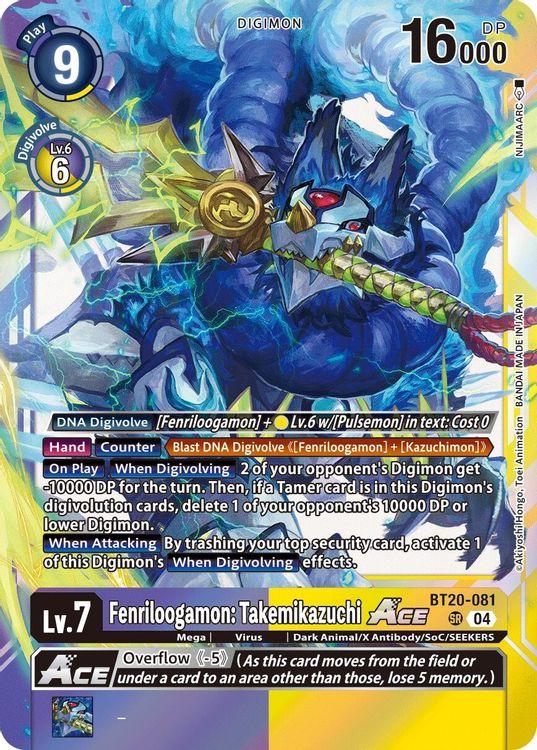 Play
9
DIGIMON
16000
DP
Digivolve
Lv.6
6
NIJIMAARC
DNA Digivolve [Fenriloogamon] + Lv.6 w/[Pulsemon] in text: Cost 0
Hand Counter Blast DNA Digivolve 《[Fenriloogamon] + [Kazuchimon]》
On Play When Digivolving 2 of your opponent's Digimon get
-10000 DP for the turn. Then, if a Tamer card is in this Digimon's
digivolution cards, delete 1 of your opponent's 10000 DP or
lower Digimon.
When Attacking By trashing your top security card, activate 1
of this Digimon's When Digivolving effects.
©Akiyoshi Hongo, Toei Animation BANDAI MADE IN JAPAN
Lv.7
Fenriloogamon: Takemikazuchi ACE
BT20-081
SR 04
Mega Virus Dark Animal/X Antibody/SoC/SEEKERS
ACE Overflow 《-5》 (As this card moves from the field or
under a card to an area other than those, lose 5 memory.)
-